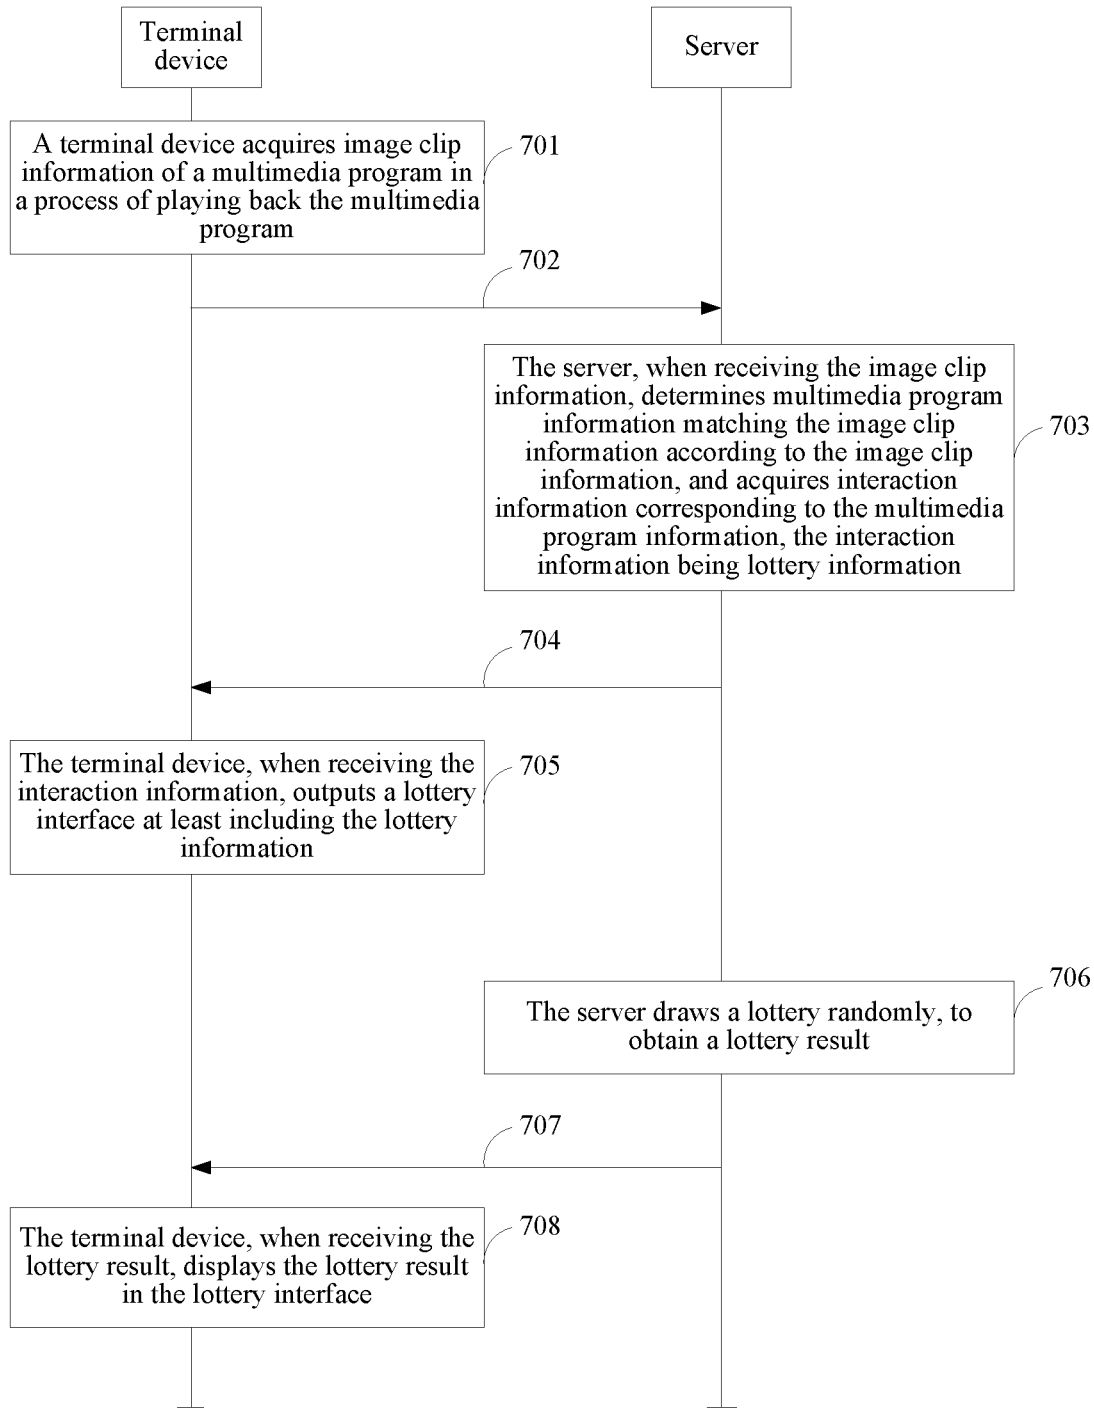 Terminal
device
Server
A terminal device acquires image clip
information of a multimedia program in
a process of playing back the multimedia
program
701
702
The server, when receiving the image clip
information, determines multimedia program
information matching the image clip
information according to the image clip
information, and acquires interaction
information corresponding to the multimedia
program information, the interaction
information being lottery information
703
704
The terminal device, when receiving the
interaction information, outputs a lottery
interface at least including the lottery
information
705
The server draws a lottery randomly, to
obtain a lottery result
706
707
The terminal device, when receiving the
lottery result, displays the lottery result
in the lottery interface
708